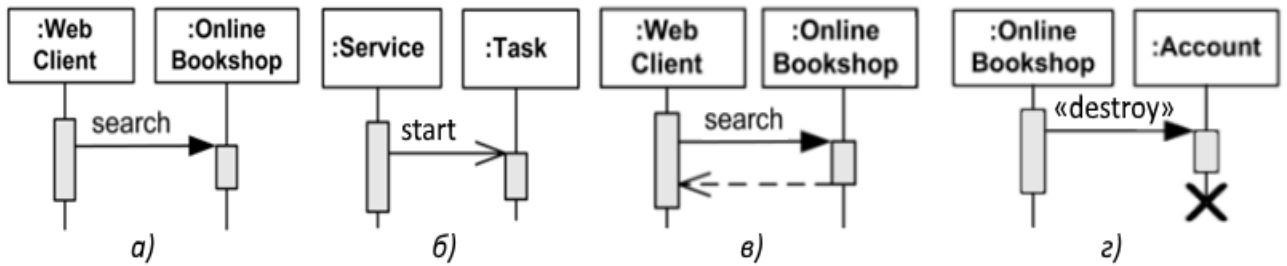 :Web
Client
:Online
Bookshop
search
а)
:Service
:Task
start
б)
:Web
Client
:Online
Bookshop
search
в)
:Online
Bookshop
:Account
«destroy»
г)